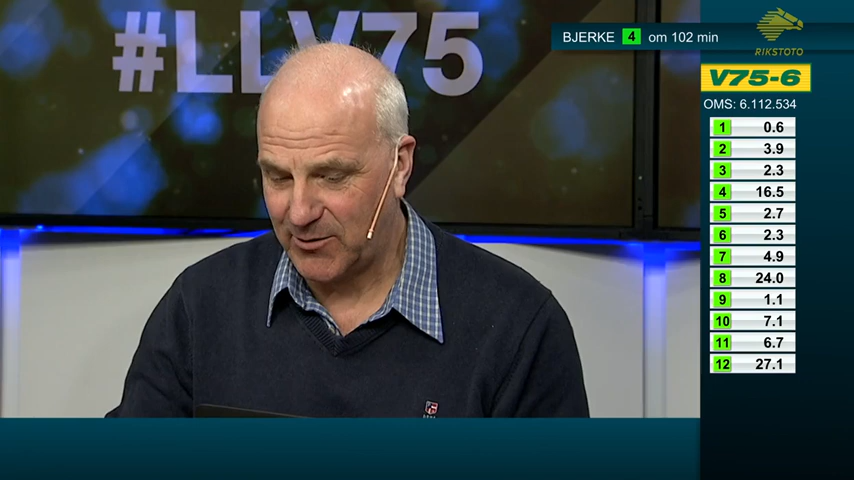 #LLV75
BJERKE 4 om 102 min
RIKSTOTO
V75-6
OMS: 6.112.534
1 0.6
2 3.9
3 2.3
4 16.5
5 2.7
6 2.3
7 4.9
8 24.0
9 1.1
10 7.1
11 6.7
12 27.1